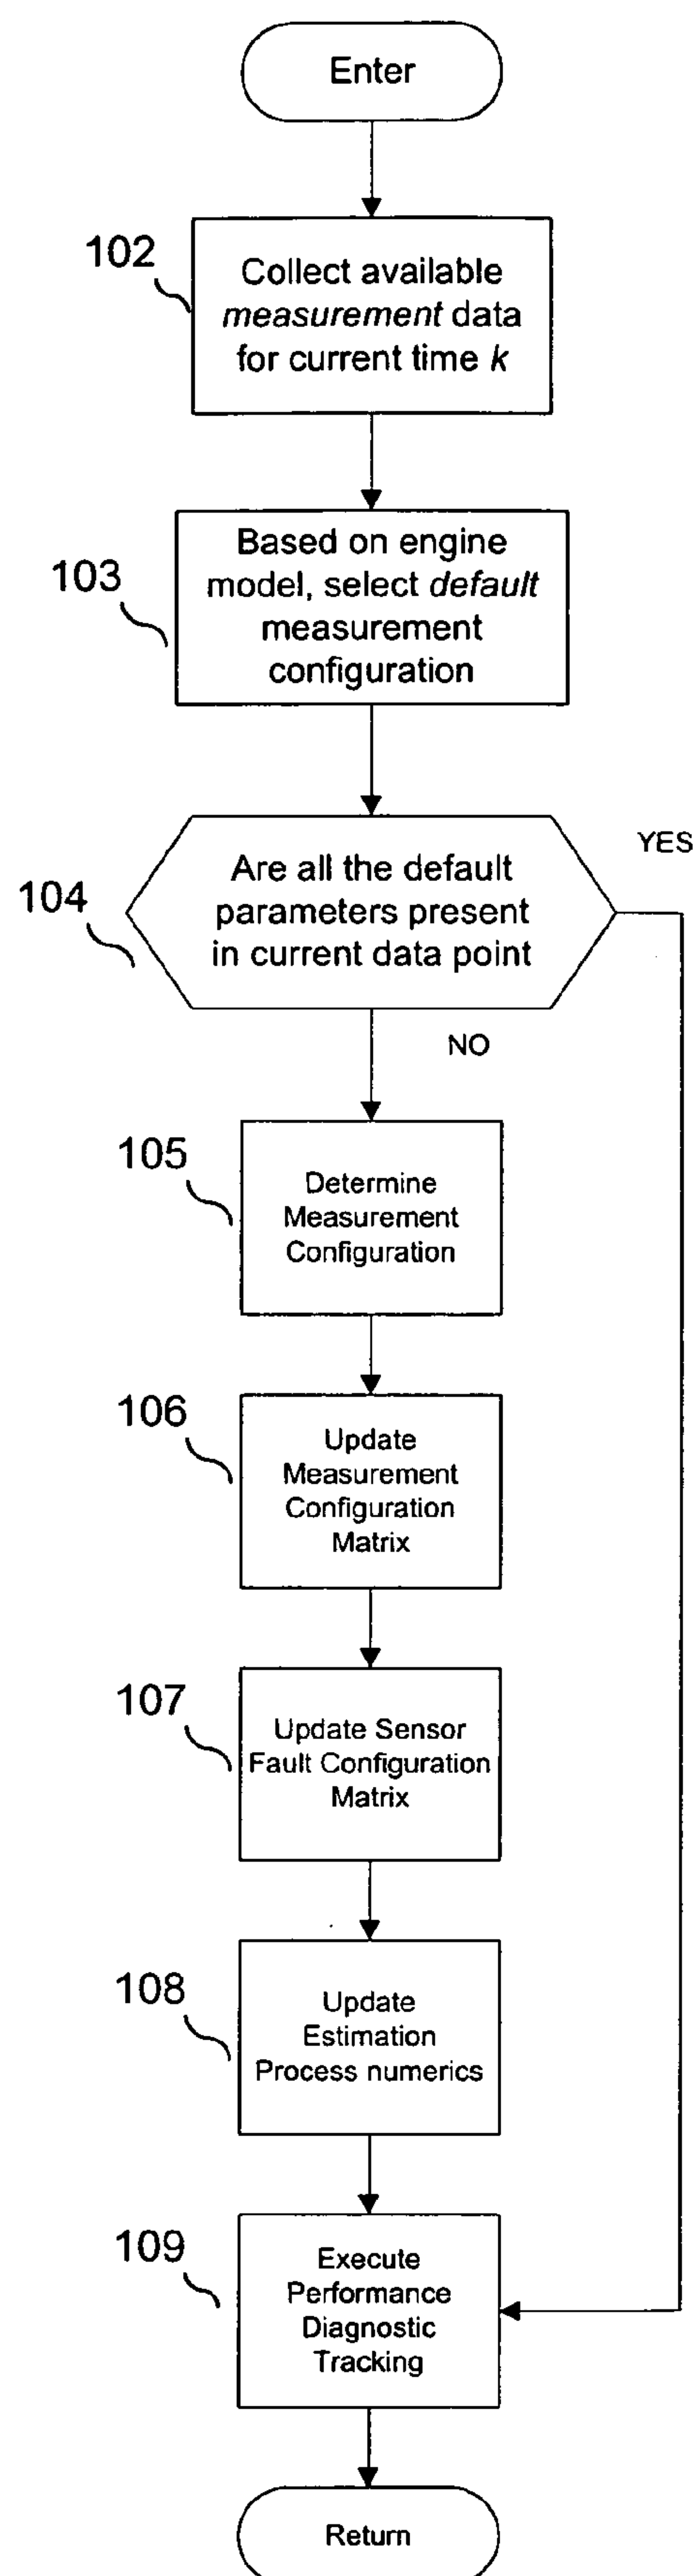 Enter
102
Collect available
measurement data
for current time k
103
Based on engine
model, select default
measurement
configuration
YES
104
Are all the default
parameters present
in current data point
NO
105
Determine
Measurement
Configuration
106
Update
Measurement
Configuration
Matrix
107
Update Sensor
Fault Configuration
Matrix
108
Update
Estimation
Process numerics
109
Execute
Performance
Diagnostic
Tracking
Return